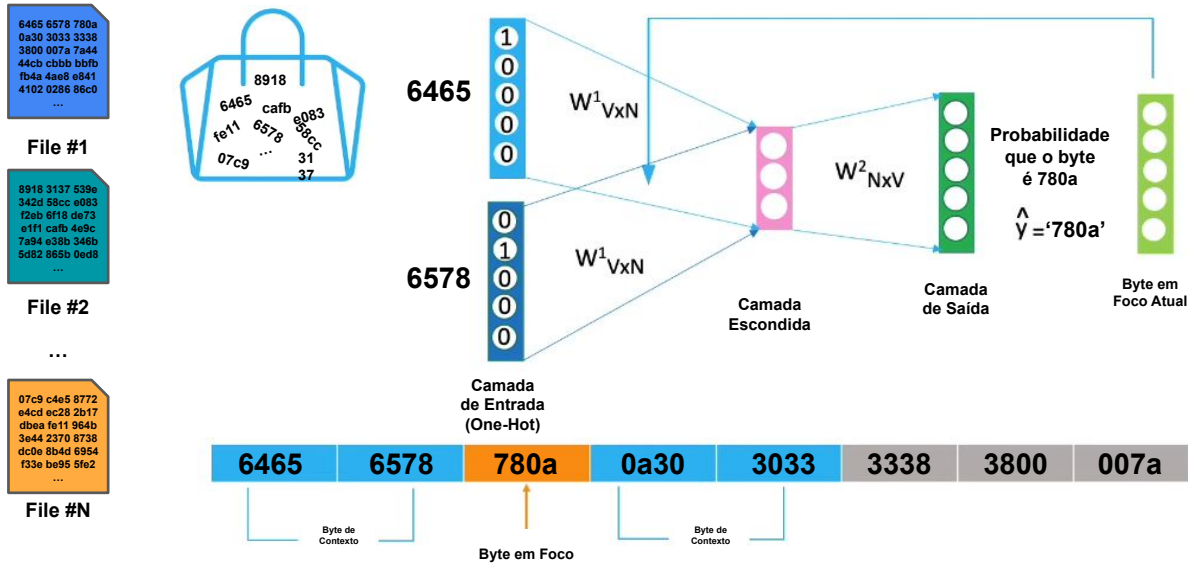 6465 6578 780a
0a30 3033 3338
3800 007a 7a44
44cb cbbb bbfb
fb4a 4ae8 e841
4102 0286 86c0
...
File #1
8918 3137 539e
342d 58cc e083
f2eb 6f18 de73
e1f1 cafb 4e9c
7a94 e38b 346b
5d82 865b 0ed8
...
File #2
...
07c9 c4e5 8772
e4cd ec28 2b17
dbea fe11 964b
3e44 2370 8738
dc0e 8b4d 6954
f33e be95 5fe2
...
File #N
8918
6465
cafb
e083
fe11
6578
58cc
07c9
...
31
37
6465
1
0
0
0
0
W¹VxN
6578
0
1
0
0
0
W¹VxN
Camada
de Entrada
(One-Hot)
Camada
Escondida
W²NxV
Camada
de Saída
Probabilidade
que o byte
é 780a
ŷ =‘780a’
Byte em
Foco Atual
6465 6578 780a 0a30 3033 3338 3800 007a
Byte de
Contexto
Byte em Foco
Byte de
Contexto